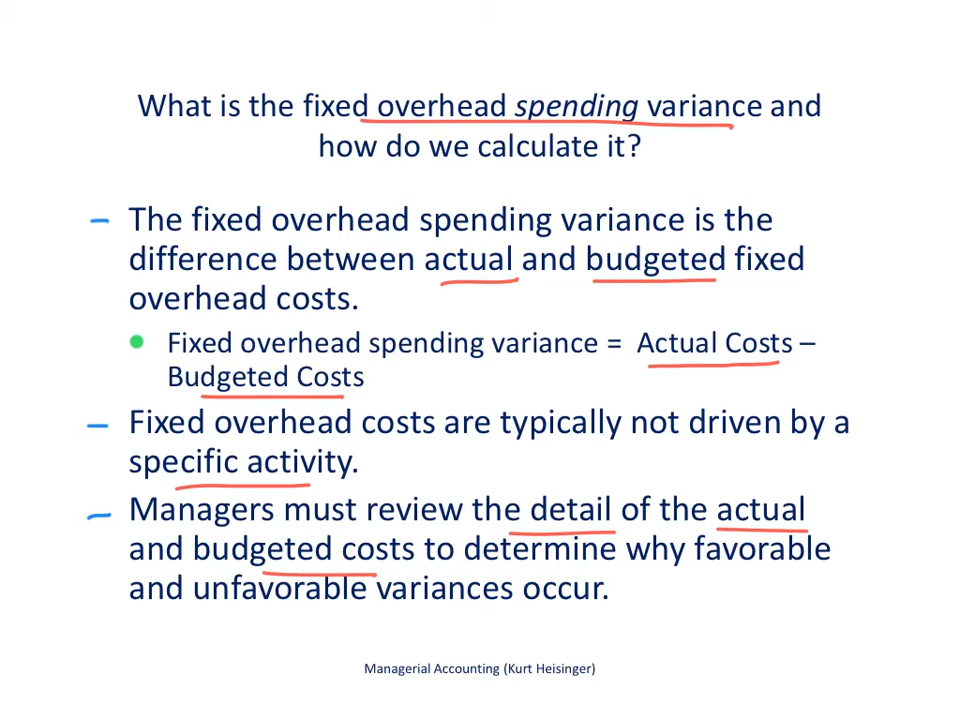 What is the fixed overhead spending variance and
how do we calculate it?
The fixed overhead spending variance is the
difference between actual and budgeted fixed
overhead costs.
Fixed overhead spending variance = Actual Costs –
Budgeted Costs
Fixed overhead costs are typically not driven by a
specific activity.
Managers must review the detail of the actual
and budgeted costs to determine why favorable
and unfavorable variances occur.
Managerial Accounting (Kurt Heisinger)